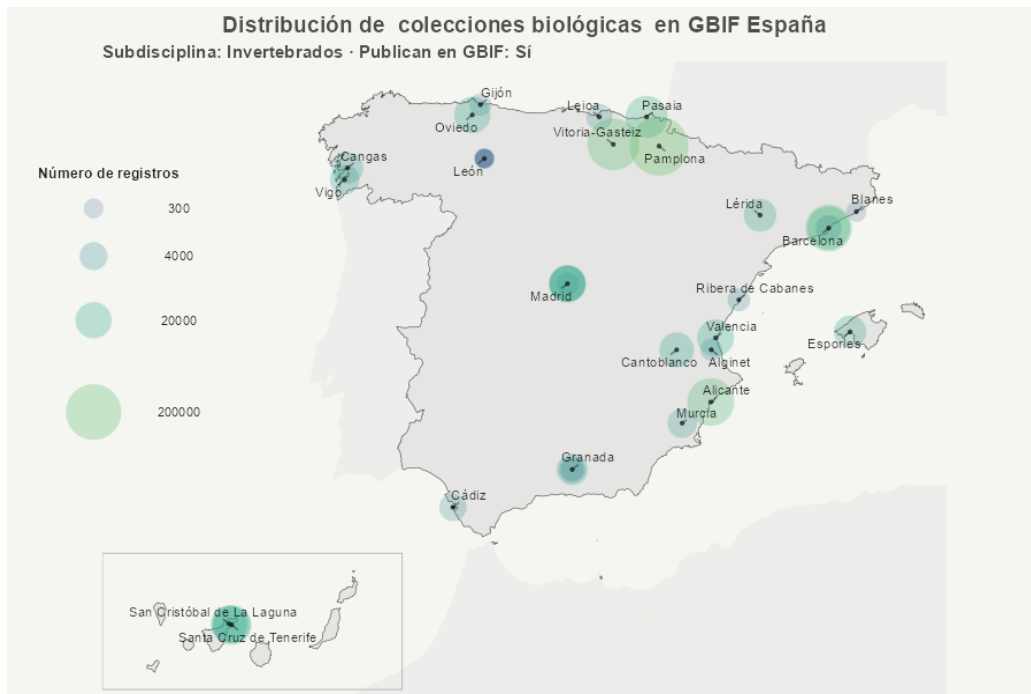 Distribución de colecciones biológicas en GBIF España
Subdisciplina: Invertebrados · Publican en GBIF: Sí
Gijón
Oviedo
Leioa
Pasaia
Vitoria-Gasteiz
Pamplona
León
Cangas
Vigo
Número de registros
300
4000
20000
200000
Lérida
Blanes
Barcelona
Madrid
Ribera de Cabanes
Valencia
Cantoblanco
Alginet
Esporles
Alicante
Murcia
Granada
Cádiz
San Cristóbal de La Laguna
Santa Cruz de Tenerife